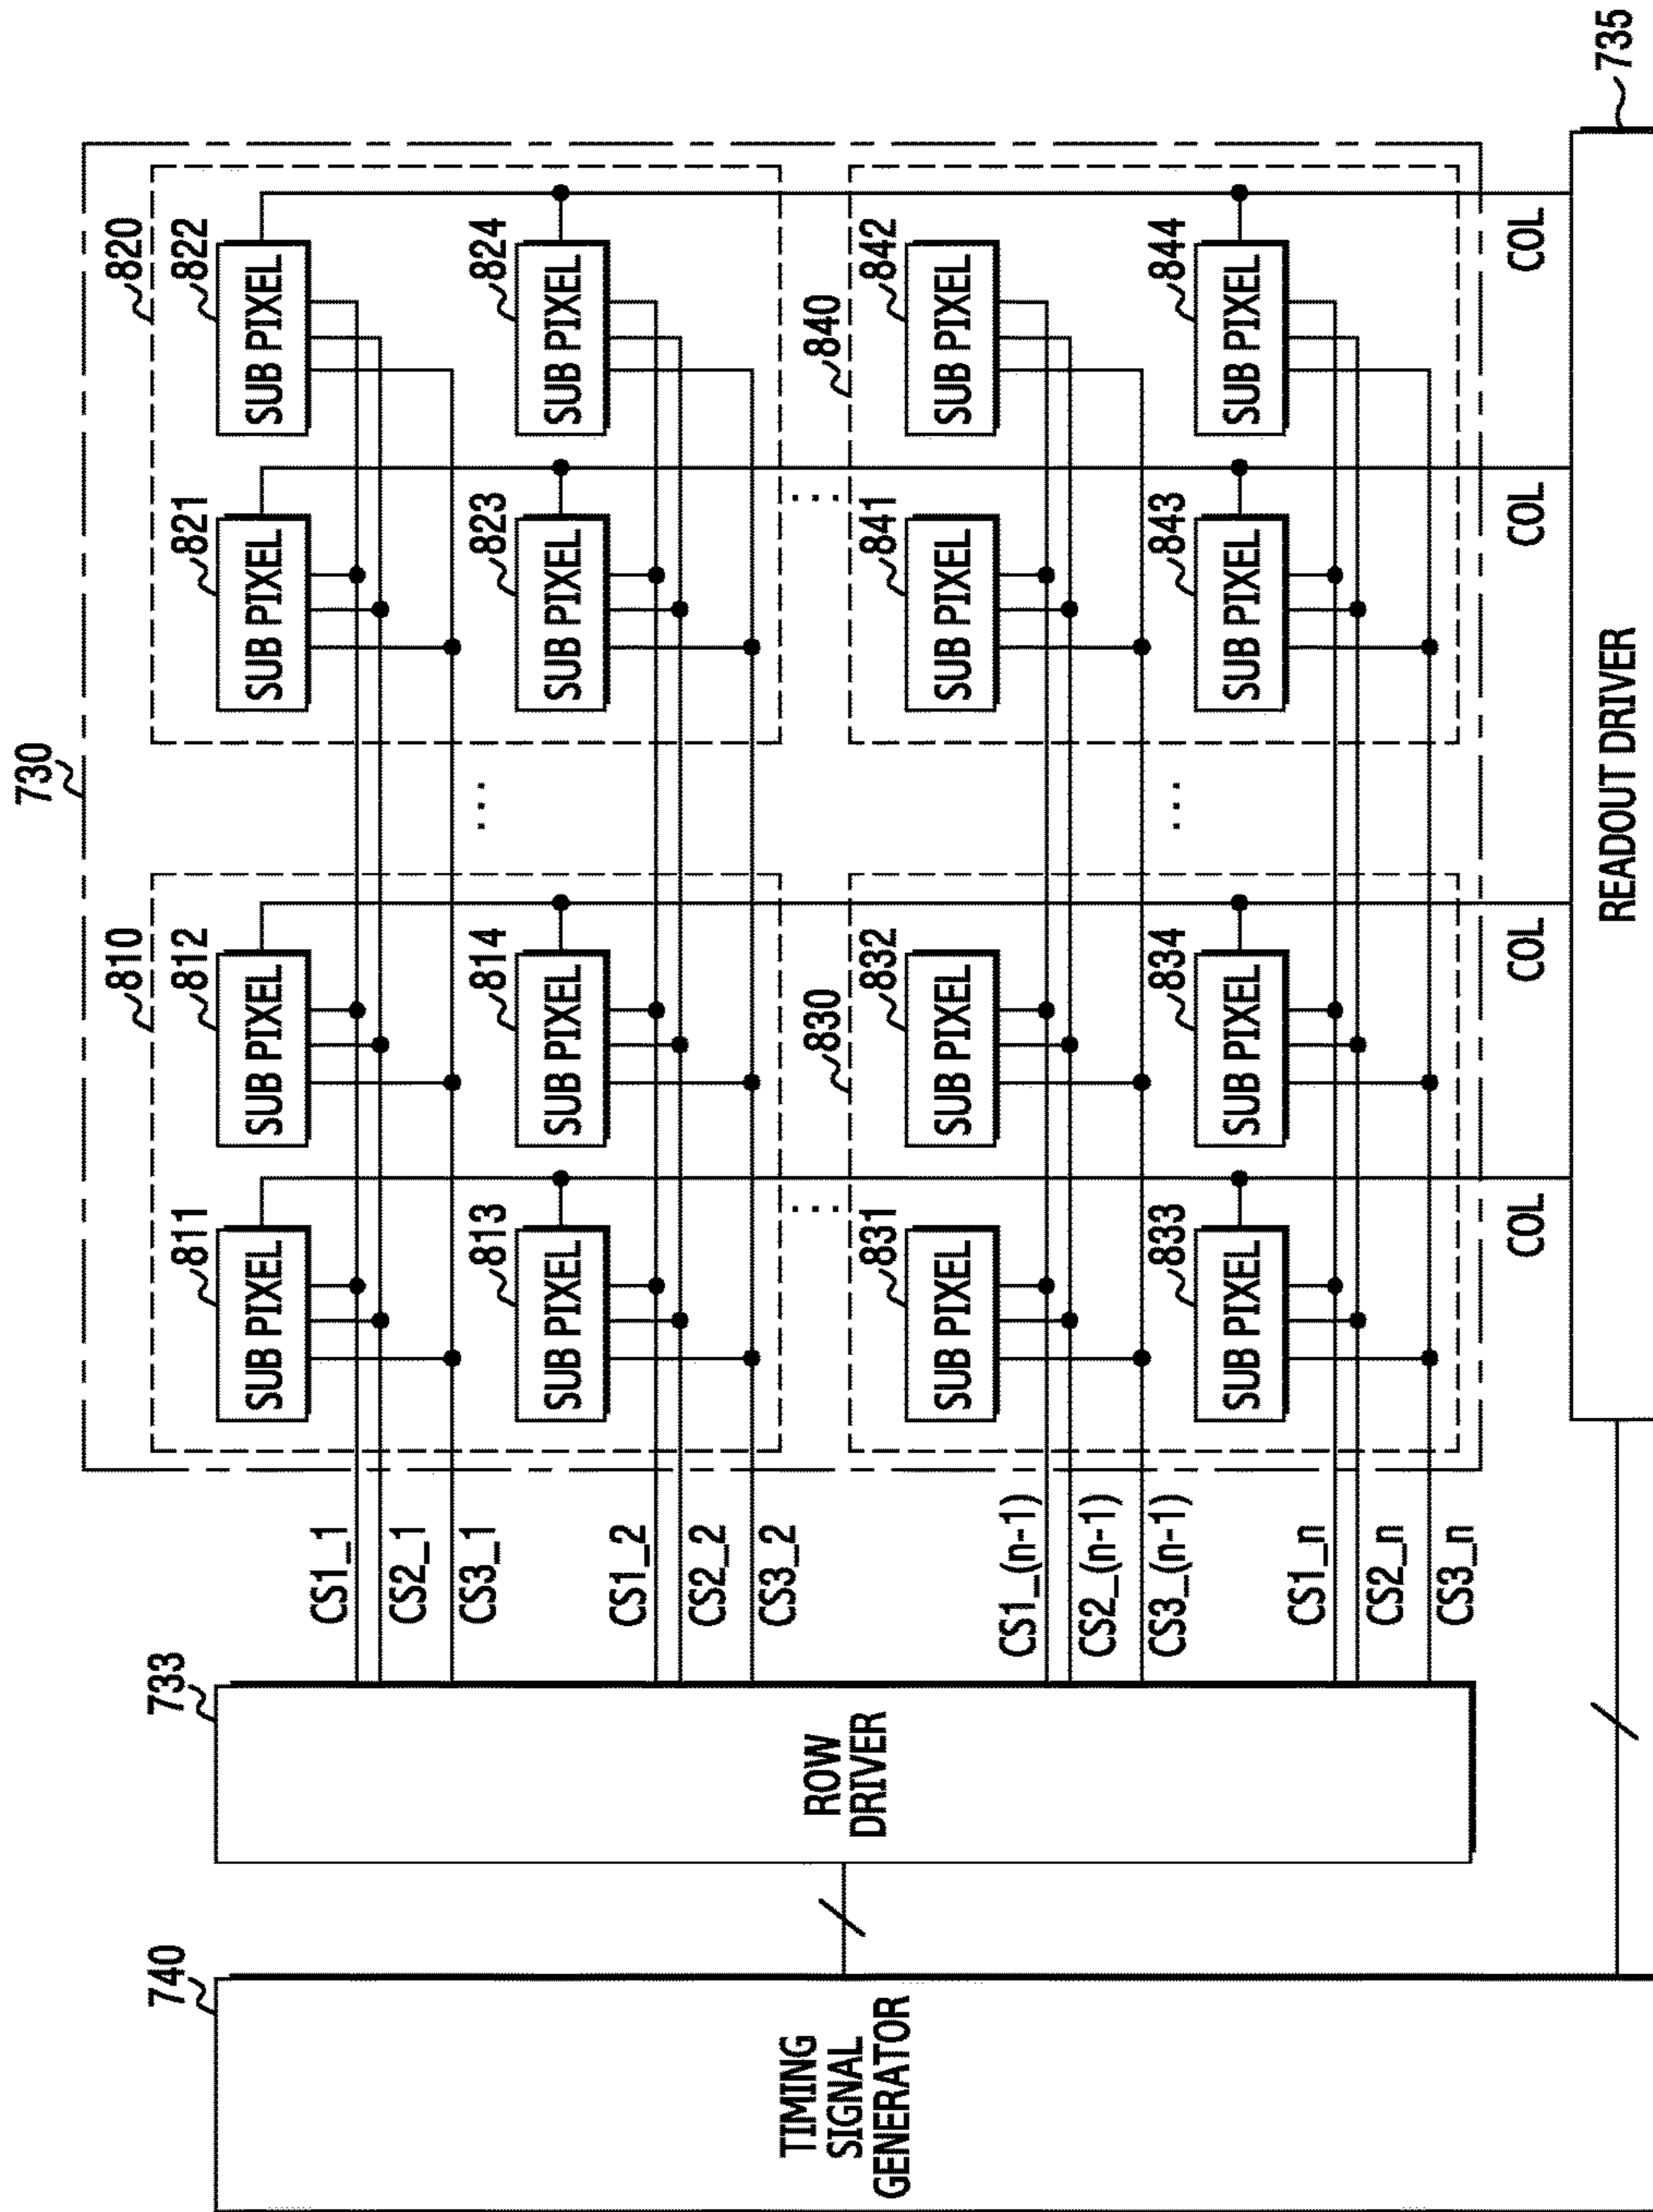 730
810
820
811
812
821
822
SUB PIXEL
SUB PIXEL
SUB PIXEL
SUB PIXEL
813
814
823
824
SUB PIXEL
SUB PIXEL
SUB PIXEL
SUB PIXEL
...
...
...
830
840
831
832
841
842
SUB PIXEL
SUB PIXEL
SUB PIXEL
SUB PIXEL
833
834
843
844
SUB PIXEL
SUB PIXEL
SUB PIXEL
SUB PIXEL
...
740
TIMING
SIGNAL
GENERATOR
733
ROW
DRIVER
CS1_1
CS2_1
CS3_1
CS1_2
CS2_2
CS3_2
CS1_(n-1)
CS2_(n-1)
CS3_(n-1)
CS1_n
CS2_n
CS3_n
COL
COL
COL
COL
READOUT DRIVER
735